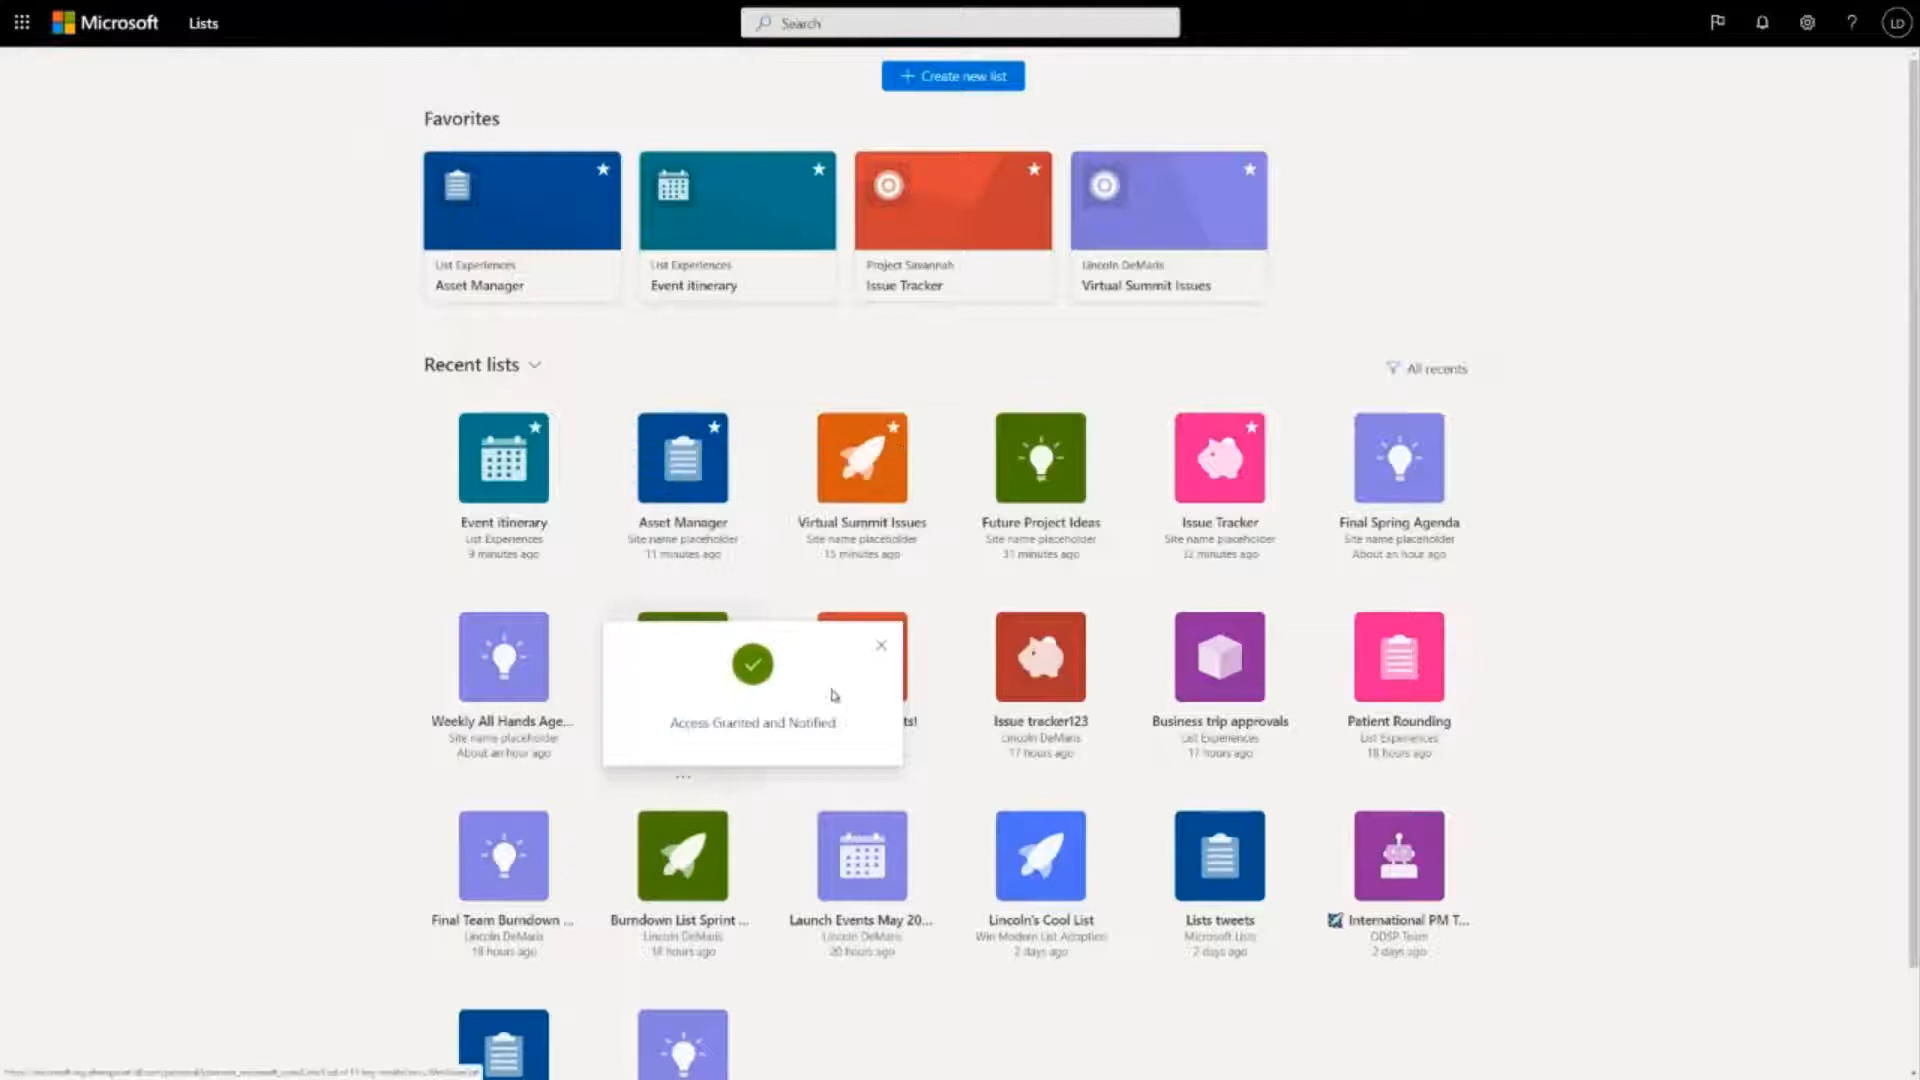 Microsoft
Lists
Search
LD
Create new list
Favorites
List Experiences
Asset Manager
List Experiences
Event itinerary
Project Savannah
Issue Tracker
Lincoln DeMaris
Virtual Summit Issues
Recent lists
All recents
Event itinerary
List Experiences
9 minutes ago
Asset Manager
Site name placeholder
11 minutes ago
Virtual Summit Issues
Site name placeholder
15 minutes ago
Future Project Ideas
Site name placeholder
31 minutes ago
Issue Tracker
Site name placeholder
32 minutes ago
Final Spring Agenda
Site name placeholder
About an hour ago
Weekly All Hands Age...
Site name placeholder
About an hour ago
Access Granted and Notified
ts!
...
Issue tracker123
Lincoln DeMaris
17 hours ago
Business trip approvals
List Experiences
17 hours ago
Patient Rounding
List Experiences
18 hours ago
Final Team Burndown ...
Lincoln DeMaris
18 hours ago
Burndown List Sprint ...
Lincoln DeMaris
18 hours ago
Launch Events May 20...
Lincoln DeMaris
20 hours ago
Lincoln's Cool List
Win Modern List Adoption
2 days ago
Lists tweets
Microsoft Lists
2 days ago
International PM T...
ODSP Team
2 days ago